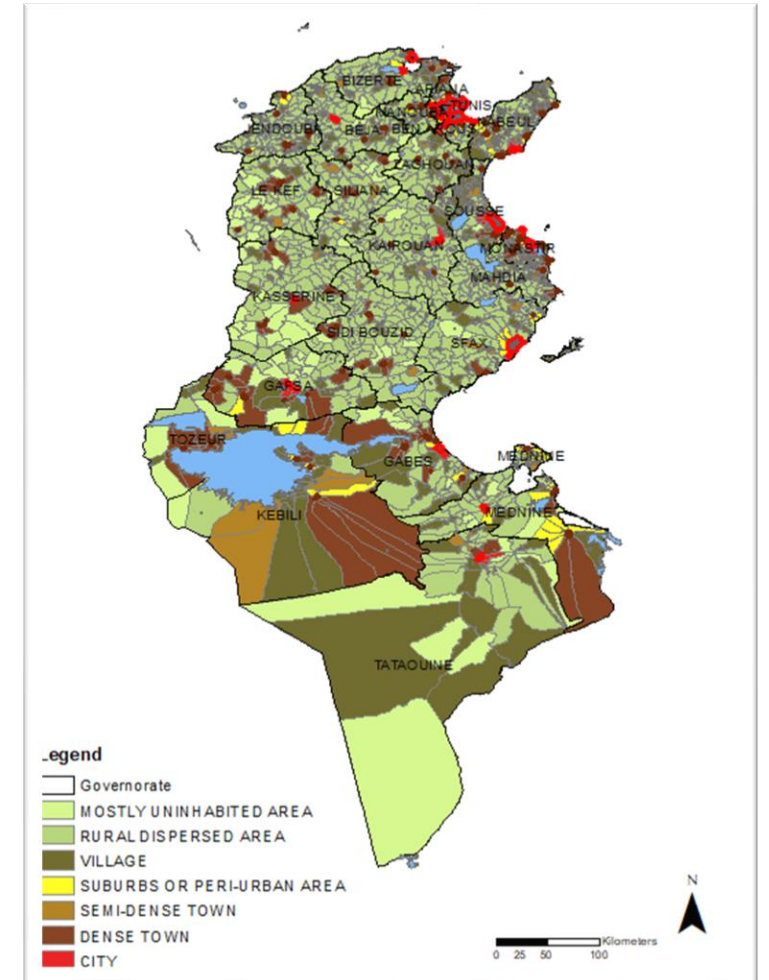 BIZERTE
ARIANA
MANOUBA TUNIS
JENDOUBA BEJA BEN AROUS NABEUL
ZAGHOUAN
LE KEF SILIANA
SOUSSE
KAIROUAN MONASTIR
MAHDIA
KASSERINE
SIDI BOUZID SFAX
GAFSA
TOZEUR GABES MEDNINE
KEBILI MEDNINE
TATAOUINE
Legend
Governorate
MOSTLY UNINHABITED AREA
RURAL DISPERSED AREA
VILLAGE
SUBURBS OR PERI-URBAN AREA
SEMI-DENSE TOWN
DENSE TOWN
CITY
N
Kilometers
0 25 50 100